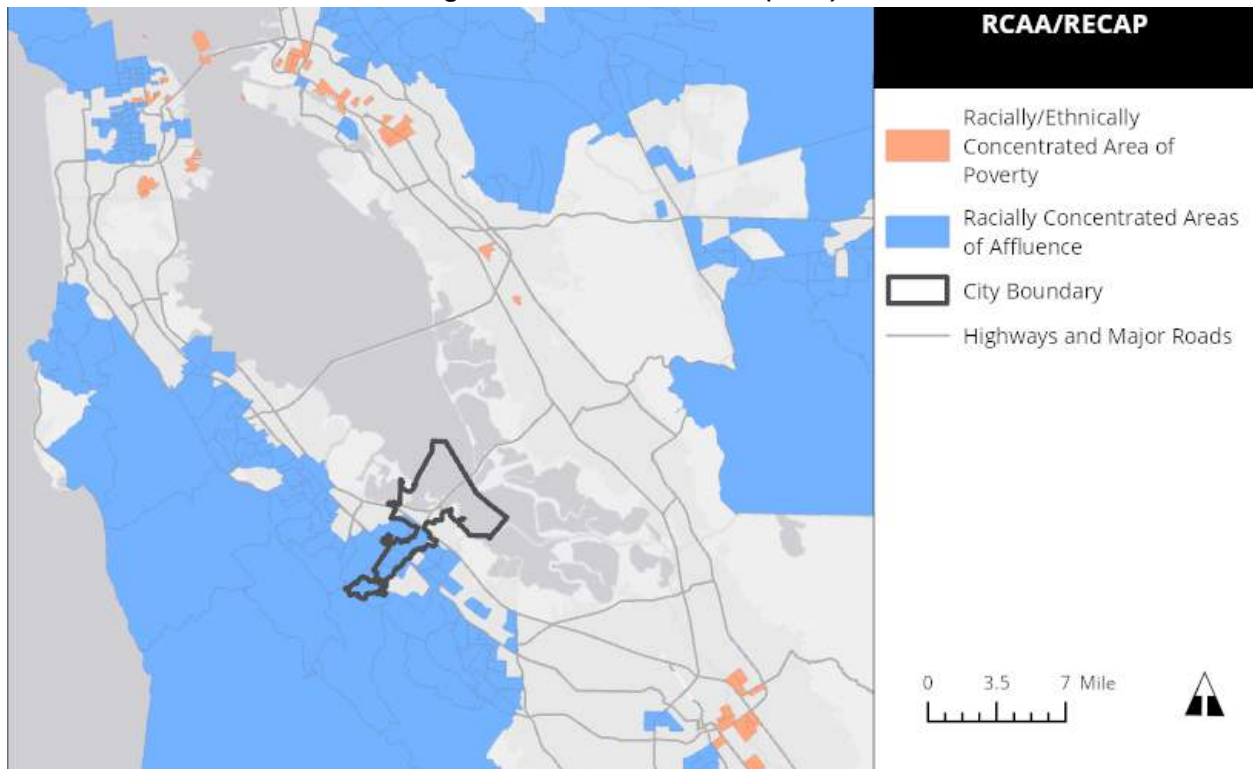 RCAA/RECAP
Racially/Ethnically
Concentrated Area of
Poverty
Racially Concentrated Areas
of Affluence
City Boundary
Highways and Major Roads
0 3.5 7 Mile